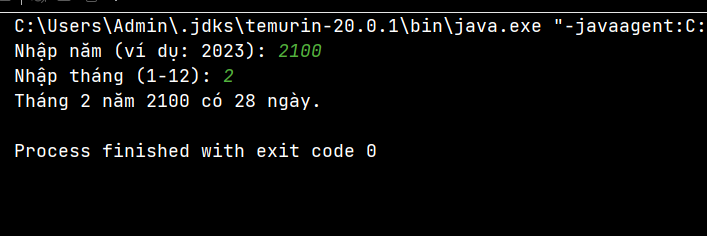 C:\Users\Admin\.jdks\temurin-20.0.1\bin\java.exe "-javaagent:C:
Nhập năm (ví dụ: 2023): 2100
Nhập tháng (1-12): 2
Tháng 2 năm 2100 có 28 ngày.
Process finished with exit code 0